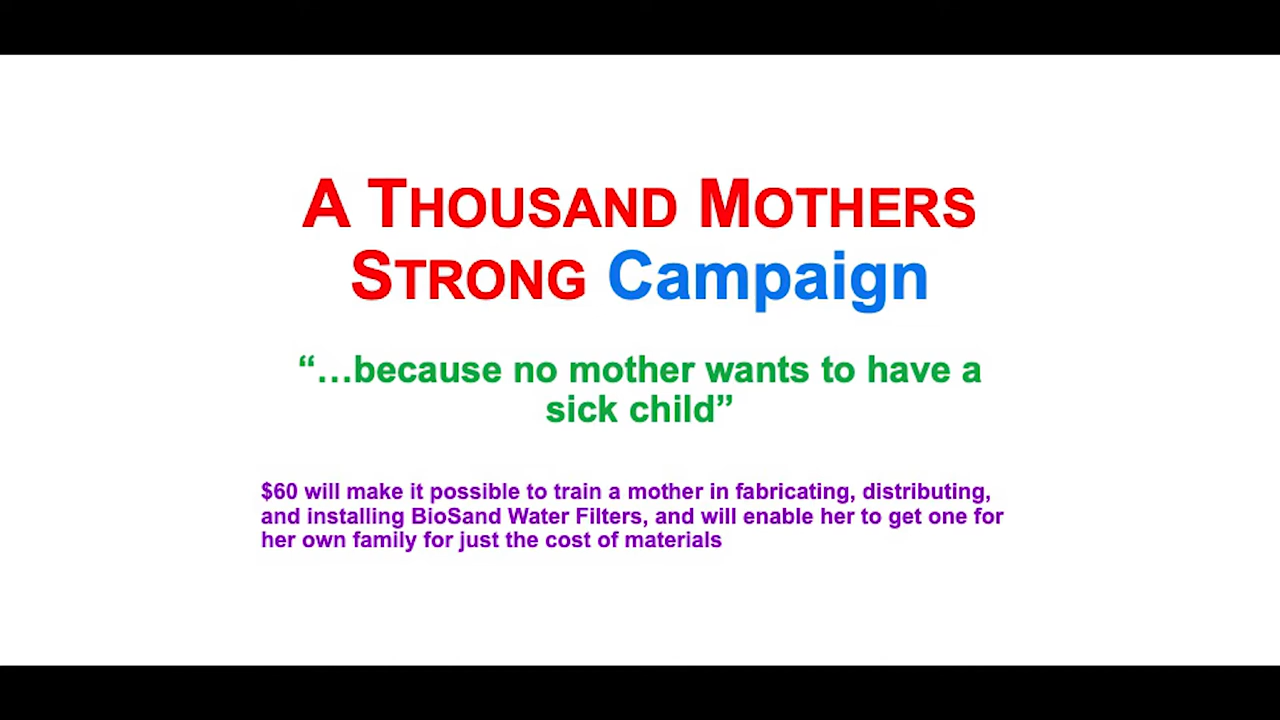 A THOUSAND MOTHERS
STRONG Campaign
“…because no mother wants to have a
sick child”
$60 will make it possible to train a mother in fabricating, distributing,
and installing BioSand Water Filters, and will enable her to get one for
her own family for just the cost of materials